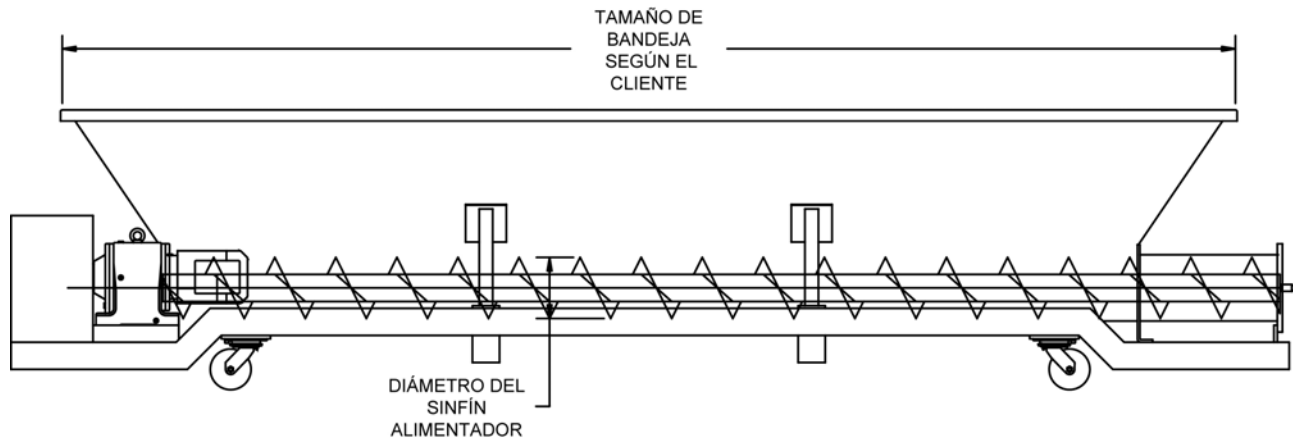 TAMAÑO DE
BANDEJA
SEGÚN EL
CLIENTE
DIÁMETRO DEL
SINFÍN
ALIMENTADOR